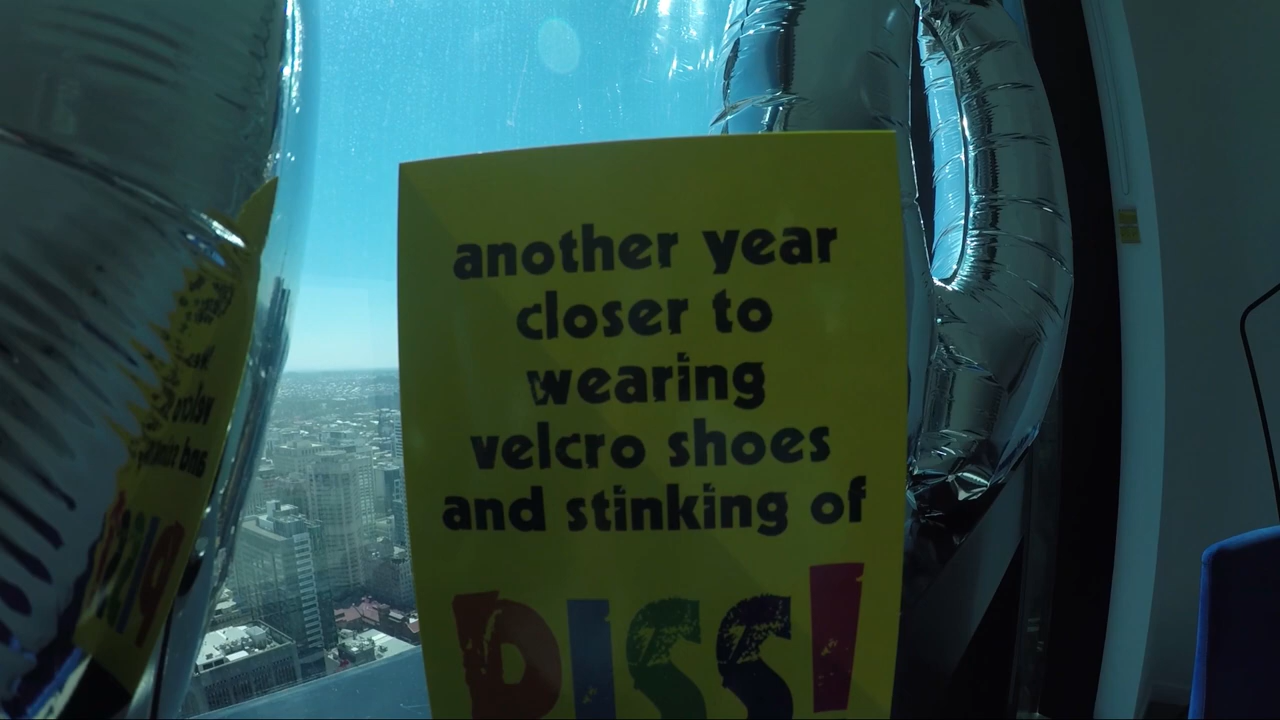 another year
closer to
wearing
velcro shoes
and stinking of
PISS!